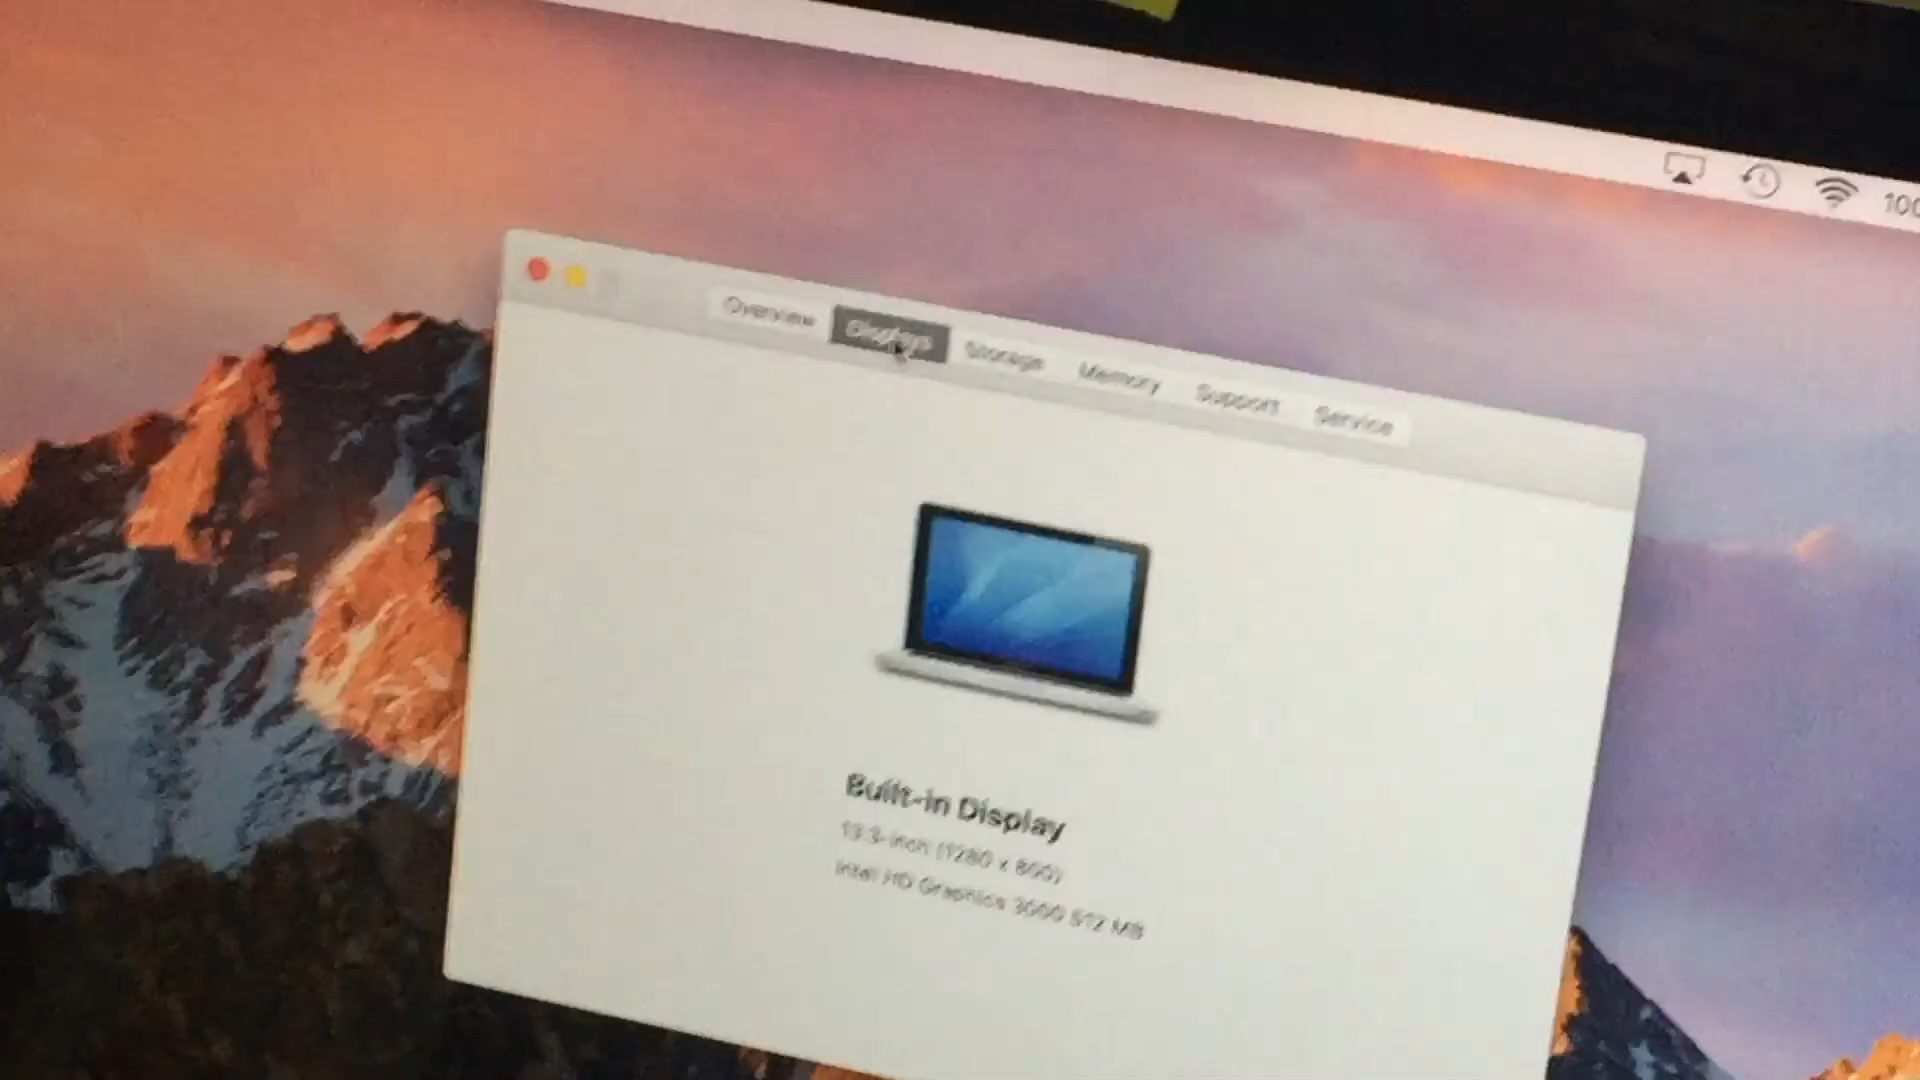 100
Overview Displays Storage Memory Support Service
Built-in Display
13.3-inch (1280 x 800)
Intel HD Graphics 3000 512 MB